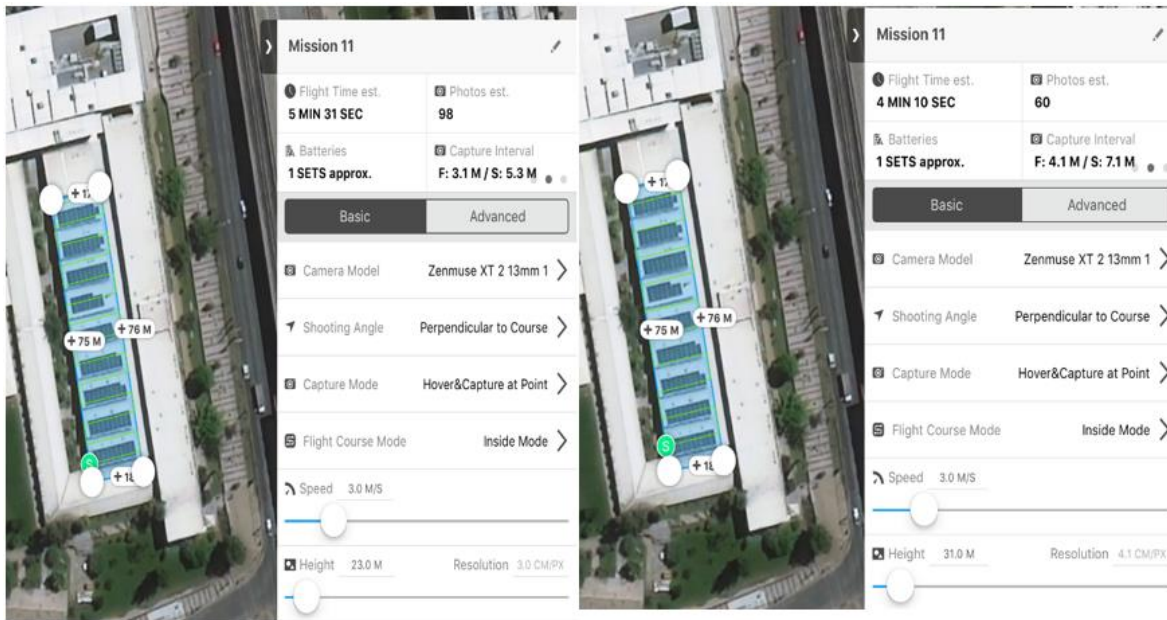 Mission 11
Flight Time est.
Photos est.
5 MIN 31 SEC
98
Batteries
Capture Interval
1 SETS approx.
F: 3.1 M / S: 5.3 M
Basic
Advanced
Camera Model
Zenmuse XT 2 13mm 1
Shooting Angle
Perpendicular to Course
Capture Mode
Hover&Capture at Point
Flight Course Mode
Inside Mode
Speed 3.0 M/S
Height 23.0 M
Resolution 3.0 CM/PX
+ 75 M
+ 76 M
S
Mission 11
Flight Time est.
Photos est.
4 MIN 10 SEC
60
Batteries
Capture Interval
1 SETS approx.
F: 4.1 M / S: 7.1 M
Basic
Advanced
Camera Model
Zenmuse XT 2 13mm 1
Shooting Angle
Perpendicular to Course
Capture Mode
Hover&Capture at Point
Flight Course Mode
Inside Mode
Speed 3.0 M/S
Height 31.0 M
Resolution 4.1 CM/PX
+ 75 M
+ 76 M
S